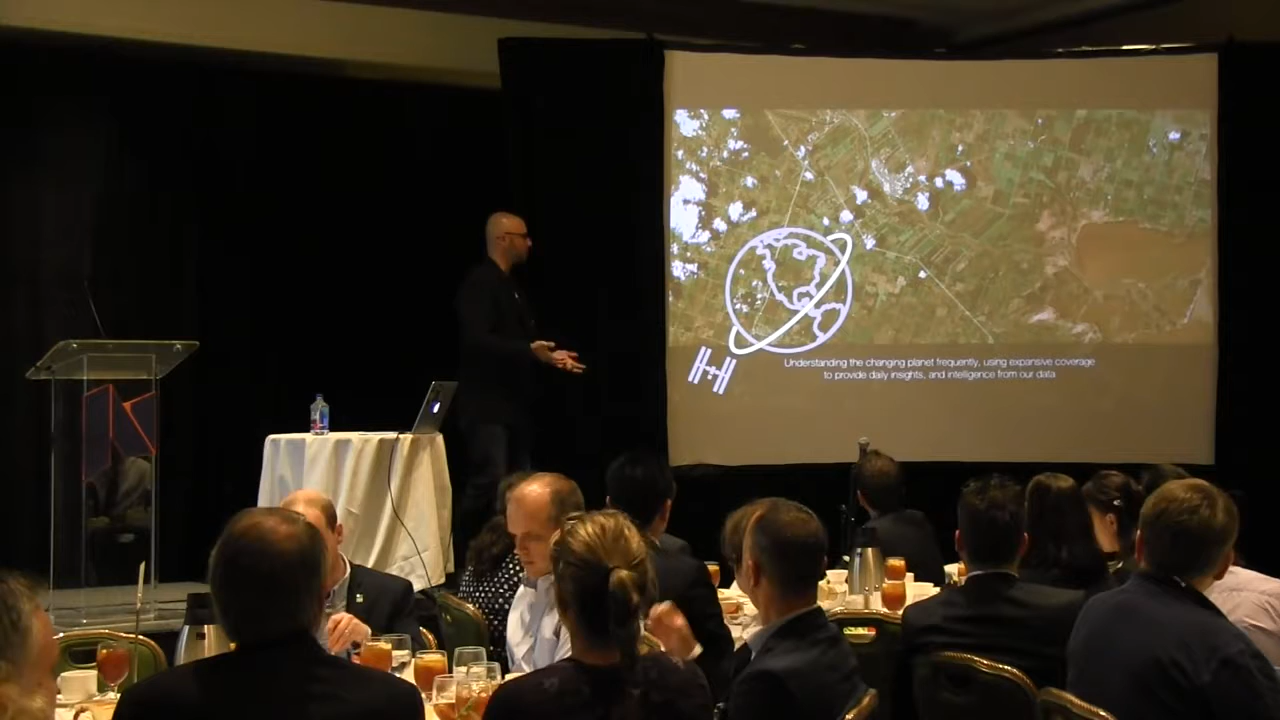 Understanding the changing planet frequently, using expansive coverage
to provide daily insights, and intelligence from our data